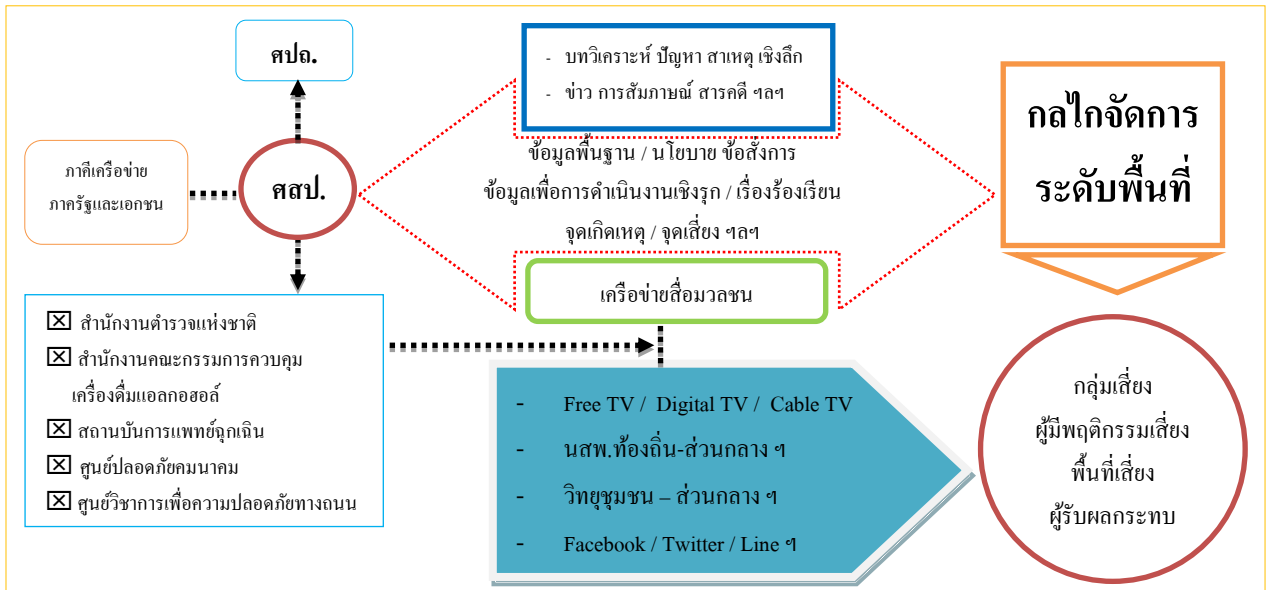 ศปถ.
ภาคีเครือข่าย
ภาครัฐและเอกชน
ศสป.
☒ สำนักงานตำรวจแห่งชาติ
☒ สำนักงานคณะกรรมการควบคุม
เครื่องดื่มแอลกอฮอล์
☒ สถาบันการแพทย์ฉุกเฉิน
☒ ศูนย์ปลอดภัยคมนาคม
☒ ศูนย์วิชาการเพื่อความปลอดภัยทางถนน
- บทวิเคราะห์ ปัญหา สาเหตุ เชิงลึก
- ข่าว การสัมภาษณ์ สารคดี ฯลฯ
ข้อมูลพื้นฐาน / นโยบาย ข้อสั่งการ
ข้อมูลเพื่อการดำเนินงานเชิงรุก / เรื่องร้องเรียน
จุดเกิดเหตุ / จุดเสี่ยง ฯลฯ
เครือข่ายสื่อมวลชน
- Free TV / Digital TV / Cable TV
- นสพ.ท้องถิ่น-ส่วนกลาง ฯ
- วิทยุชุมชน – ส่วนกลาง ฯ
- Facebook / Twitter / Line ฯ
กลไกจัดการ
ระดับพื้นที่
กลุ่มเสี่ยง
ผู้มีพฤติกรรมเสี่ยง
พื้นที่เสี่ยง
ผู้รับผลกระทบ